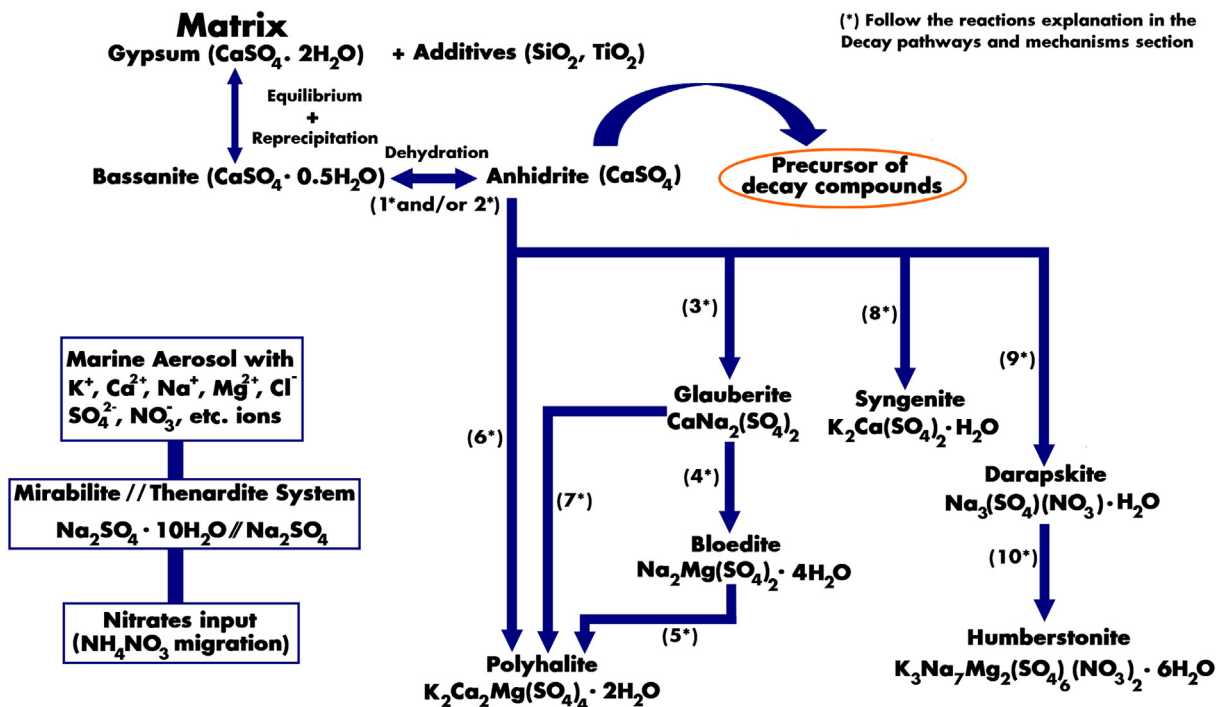 Matrix
Gypsum (CaSO₄. 2H₂O) + Additives (SiO₂, TiO₂)
(*) Follow the reactions explanation in the
Decay pathways and mechanisms section
Equilibrium
+
Reprecipitation
Dehydration
Bassanite (CaSO₄ · 0.5H₂O)
Anhidrite (CaSO₄)
Precursor of
decay compounds
(1*and/or 2*)
(3*)
(8*)
(9*)
(6*)
Marine Aerosol with
K⁺, Ca²⁺, Na⁺, Mg²⁺, Cl⁻
SO₄²⁻, NO₃⁻, etc. ions
Glauberite
CaNa₂(SO₄)₂
Syngenite
K₂Ca(SO₄)₂ · H₂O
(7*)
(4*)
Mirabilite // Thenardite System
Na₂SO₄ · 10H₂O // Na₂SO₄
Darapskite
Na₃(SO₄)(NO₃) · H₂O
Bloedite
Na₂Mg(SO₄)₂ · 4H₂O
(10*)
Nitrates input
(NH₄NO₃ migration)
(5*)
Polyhalite
K₂Ca₂Mg(SO₄)₄ · 2H₂O
Humberstonite
K₃Na₇Mg₂(SO₄)₆(NO₃)₂ · 6H₂O